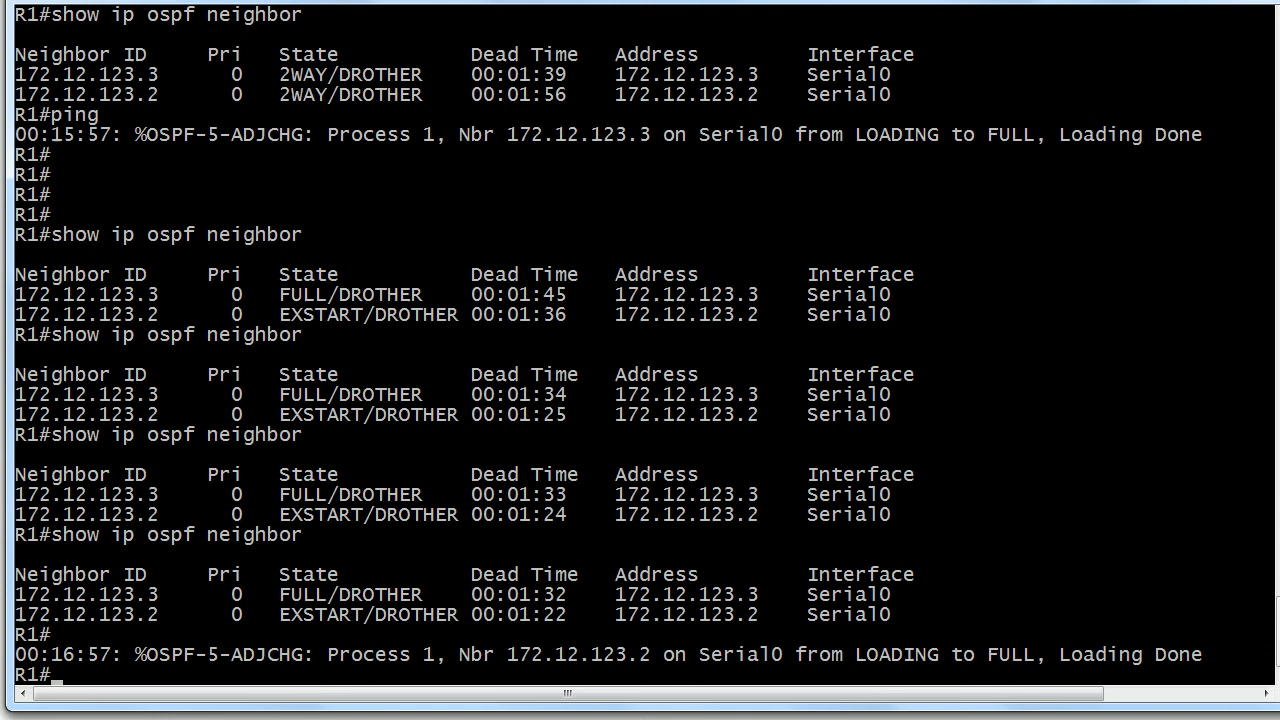 R1#show ip ospf neighbor
Neighbor ID     Pri   State           Dead Time   Address         Interface
172.12.123.3      0   2WAY/DROTHER    00:01:39    172.12.123.3    Serial0
172.12.123.2      0   2WAY/DROTHER    00:01:56    172.12.123.2    Serial0
R1#ping
00:15:57: %OSPF-5-ADJCHG: Process 1, Nbr 172.12.123.3 on Serial0 from LOADING to FULL, Loading Done
R1#
R1#
R1#
R1#
R1#show ip ospf neighbor
Neighbor ID     Pri   State           Dead Time   Address         Interface
172.12.123.3      0   FULL/DROTHER    00:01:45    172.12.123.3    Serial0
172.12.123.2      0   EXSTART/DROTHER 00:01:36    172.12.123.2    Serial0
R1#show ip ospf neighbor
Neighbor ID     Pri   State           Dead Time   Address         Interface
172.12.123.3      0   FULL/DROTHER    00:01:34    172.12.123.3    Serial0
172.12.123.2      0   EXSTART/DROTHER 00:01:25    172.12.123.2    Serial0
R1#show ip ospf neighbor
Neighbor ID     Pri   State           Dead Time   Address         Interface
172.12.123.3      0   FULL/DROTHER    00:01:33    172.12.123.3    Serial0
172.12.123.2      0   EXSTART/DROTHER 00:01:24    172.12.123.2    Serial0
R1#show ip ospf neighbor
Neighbor ID     Pri   State           Dead Time   Address         Interface
172.12.123.3      0   FULL/DROTHER    00:01:32    172.12.123.3    Serial0
172.12.123.2      0   EXSTART/DROTHER 00:01:22    172.12.123.2    Serial0
R1#
00:16:57: %OSPF-5-ADJCHG: Process 1, Nbr 172.12.123.2 on Serial0 from LOADING to FULL, Loading Done
R1#